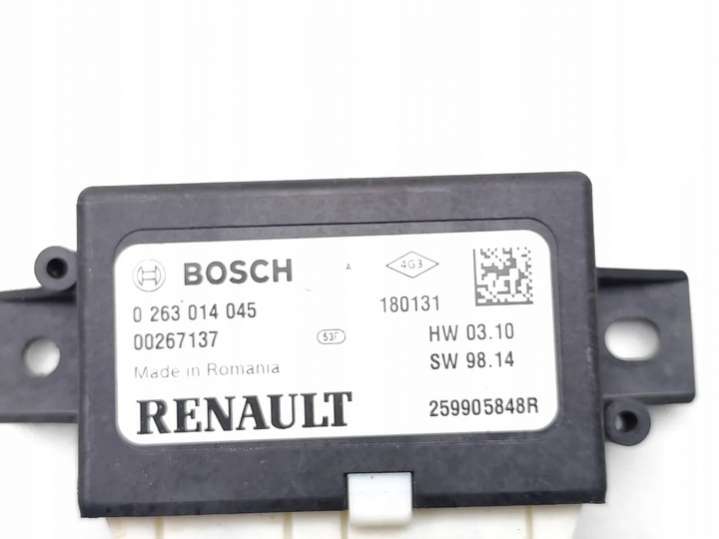 BOSCH A 4G3
0 263 014 045 180131
00267137 53F HW 03.10
Made in Romania SW 98.14
RENAULT 259905848R